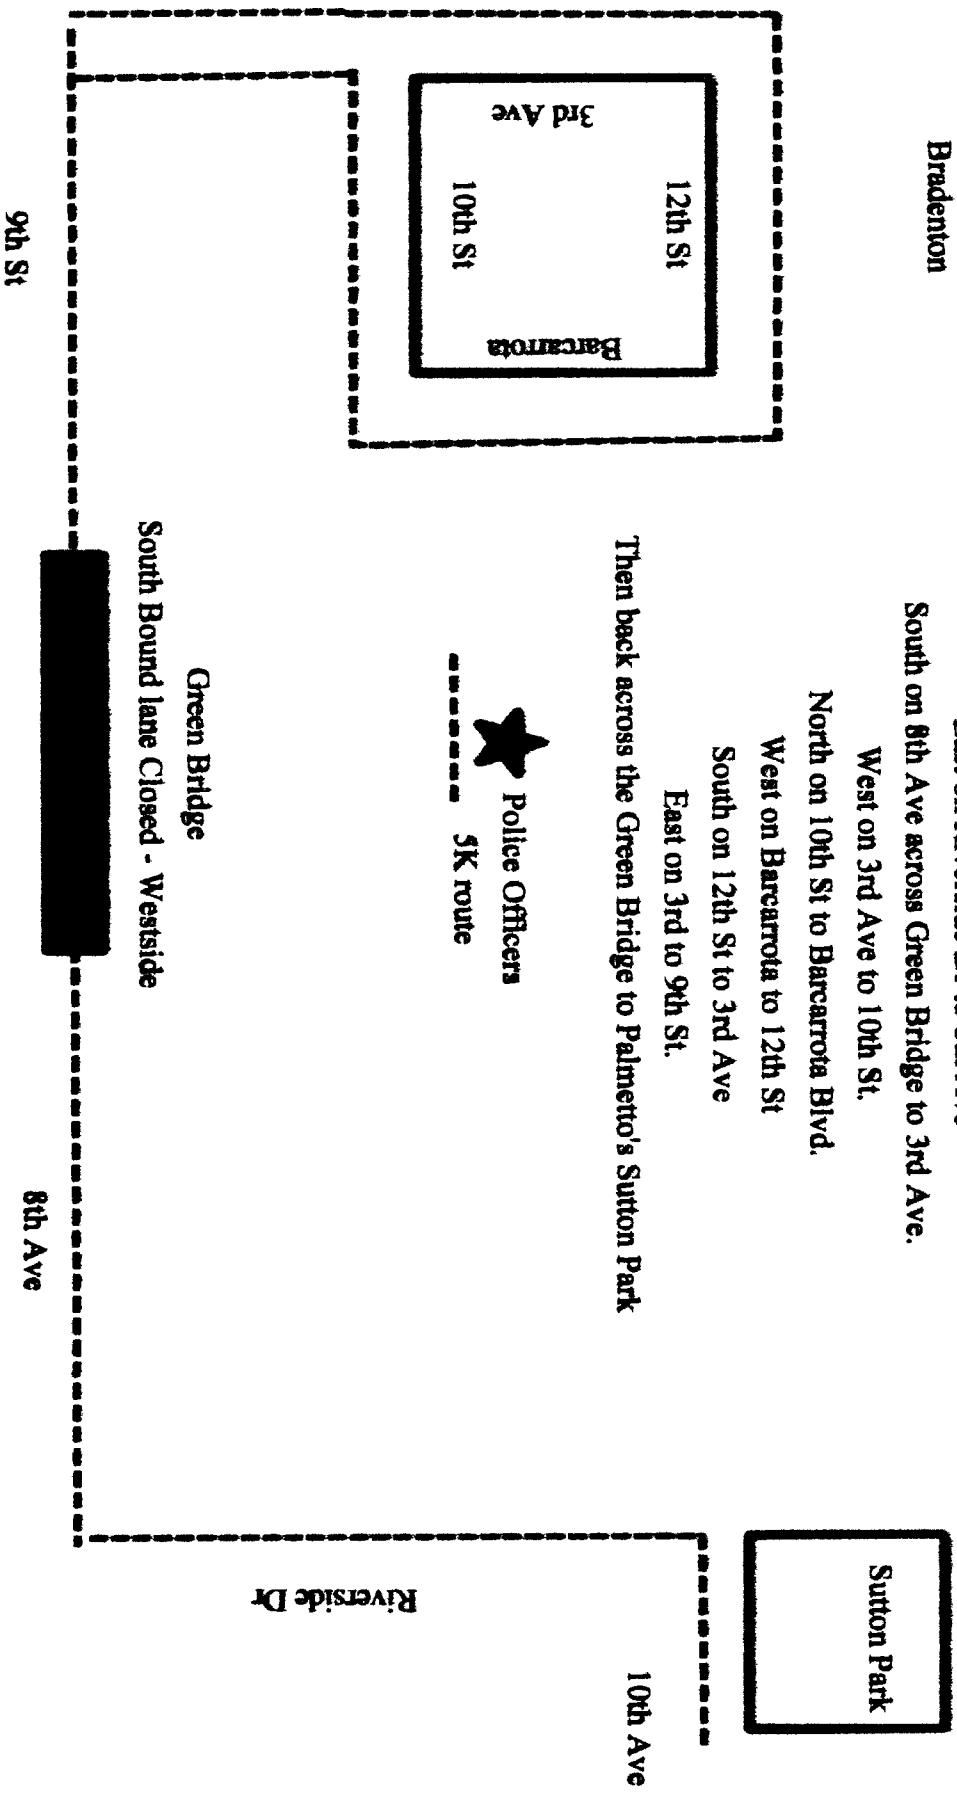 South on 8th Ave across Green Bridge to 3rd Ave.
West on 3rd Ave to 10th St.
North on 10th St to Barcarrota Blvd.
West on Barcarrota to 12th St
South on 12th St to 3rd Ave
East on 3rd to 9th St.
Then back across the Green Bridge to Palmetto's Sutton Park
Bradenton
Sutton Park
3rd Ave
12th St
10th St
Barcarrota
Police Officers
5K route
10th Ave
Riverside Dr
Green Bridge
South Bound lane Closed - Westside
9th St
8th Ave